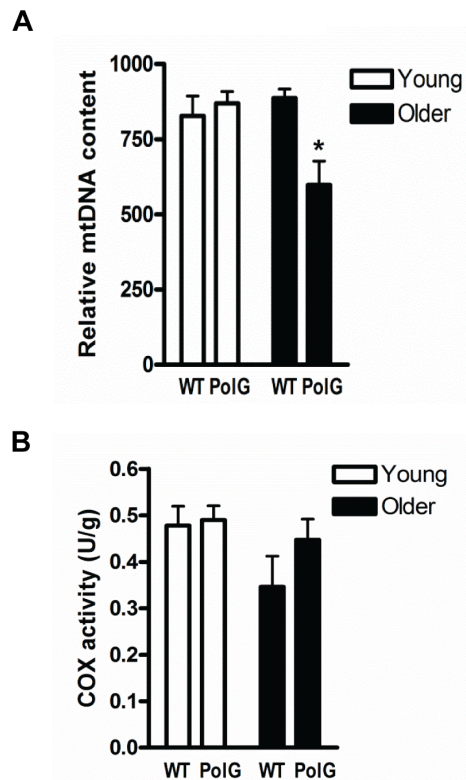 A
Relative mtDNA content
1000
750
500
250
0
Young
Older
*
WT PolG WT PolG
B
COX activity (U/g)
0.6
0.5
0.4
0.3
0.2
0.1
0.0
Young
Older
WT PolG WT PolG